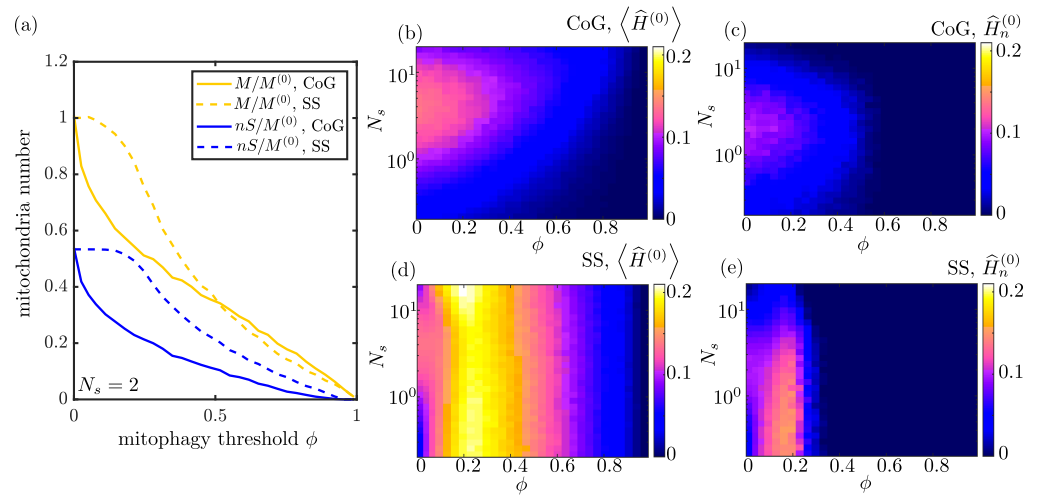 (a)
1.2
1
0.8
0.6
0.4
0.2
0
mitochondria number
M/M^(0), CoG
M/M^(0), SS
nS/M^(0), CoG
nS/M^(0), SS
N_s = 2
0
0.5
1
mitophagy threshold ϕ
(b)
CoG, ⟨Ĥ^(0)⟩
10^1
10^0
N_s
0
0.2
0.4
0.6
0.8
ϕ
0.2
0.1
0
(c)
CoG, Ĥ_n^(0)
10^1
10^0
N_s
0
0.2
0.4
0.6
0.8
ϕ
0.2
0.1
0
(d)
SS, ⟨Ĥ^(0)⟩
10^1
10^0
N_s
0
0.2
0.4
0.6
0.8
ϕ
0.2
0.1
0
(e)
SS, Ĥ_n^(0)
10^1
10^0
N_s
0
0.2
0.4
0.6
0.8
ϕ
0.2
0.1
0